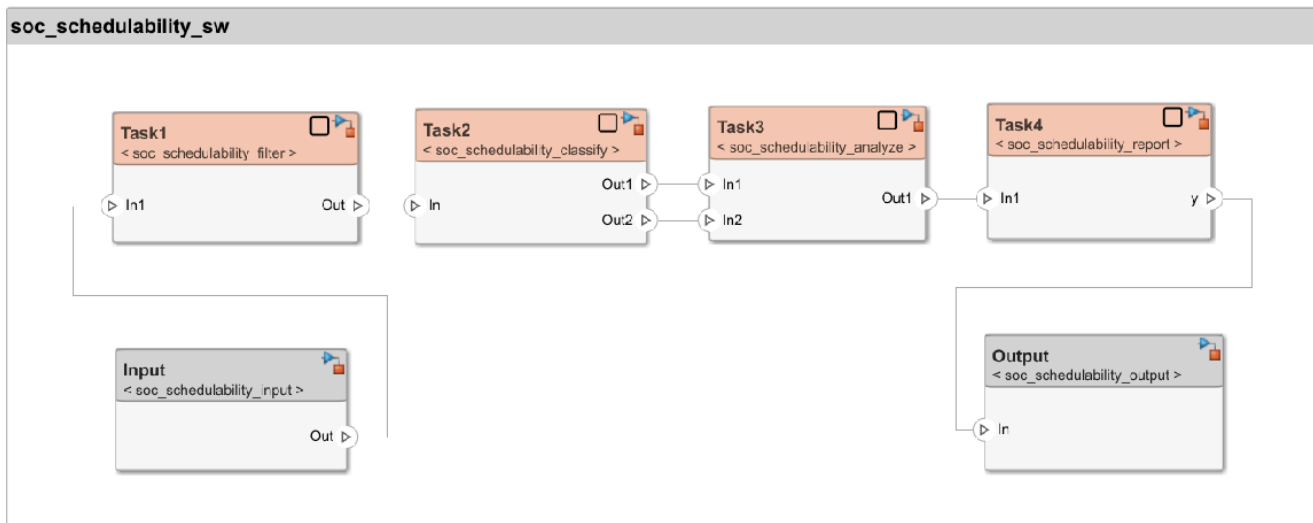 soc_schedulability_sw
Task1
< soc_schedulability_filter >
In1
Out
Task2
< soc_schedulability_classify >
In
Out1
Out2
Task3
< soc_schedulability_analyze >
In1
In2
Out1
Task4
< soc_schedulability_report >
In1
y
Input
< soc_schedulability_input >
Out
Output
< soc_schedulability_output >
In